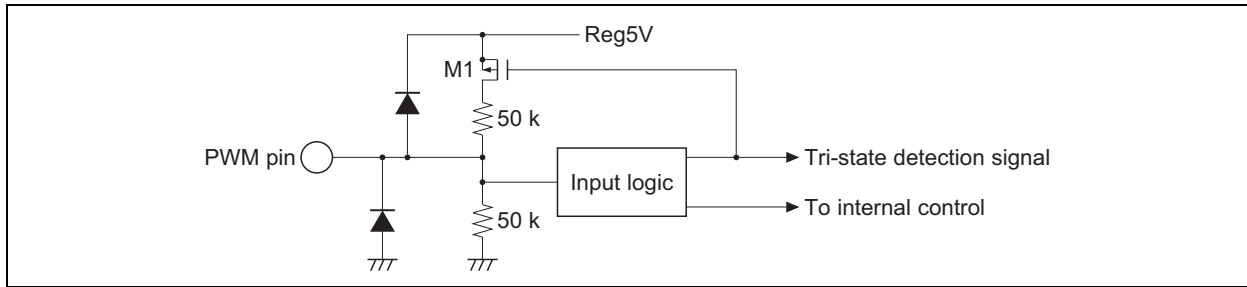 Reg5V
M1
50 k
PWM pin
Tri-state detection signal
Input logic
To internal control
50 k